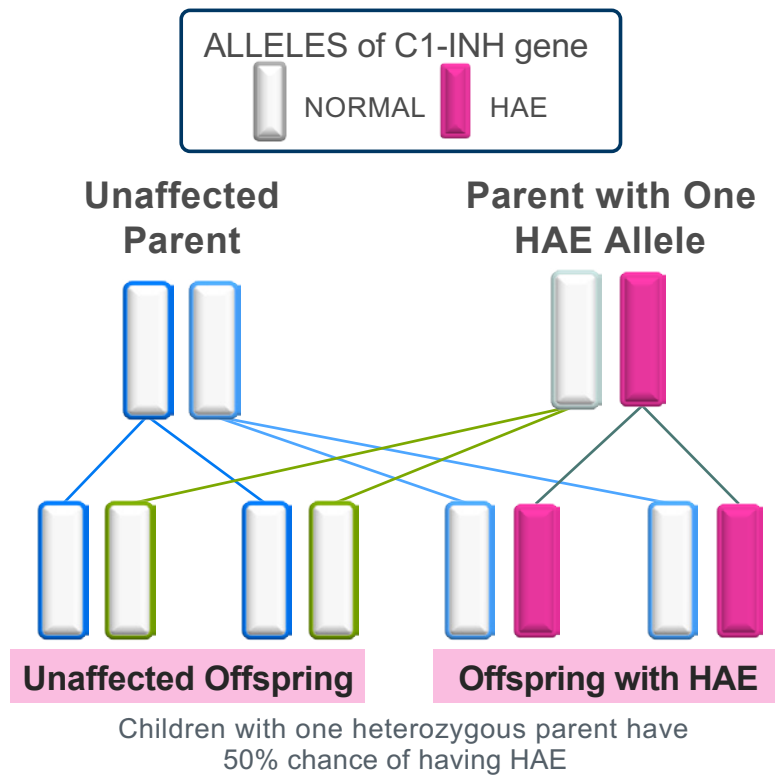 ALLELES of C1-INH gene
NORMAL HAE
Unaffected
Parent
Parent with One
HAE Allele
Unaffected Offspring
Offspring with HAE
Children with one heterozygous parent have
50% chance of having HAE